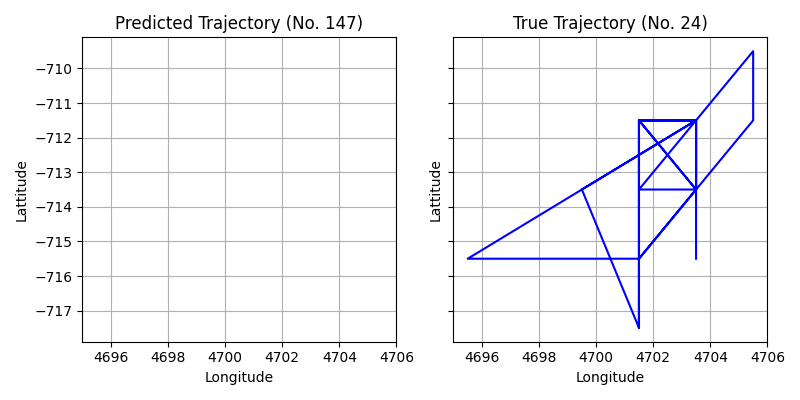 Predicted Trajectory (No. 147)
True Trajectory (No. 24)
−710
−711
−712
−713
−714
−715
−716
−717
Lattitude
Lattitude
4696 4698 4700 4702 4704 4706
4696 4698 4700 4702 4704 4706
Longitude
Longitude